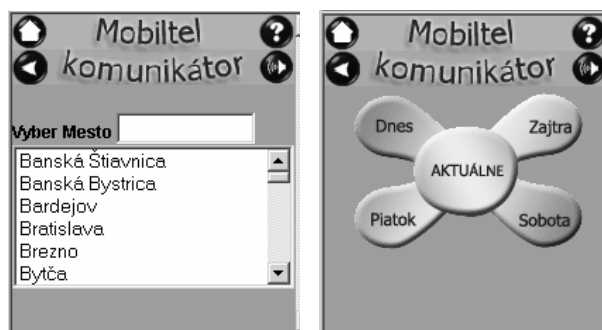 Mobiltel
komunikátor
Vyber Mesto
Banská Štiavnica
Banská Bystrica
Bardejov
Bratislava
Brezno
Bytča
Mobiltel
komunikátor
Dnes
Zajtra
AKTUÁLNE
Piatok
Sobota